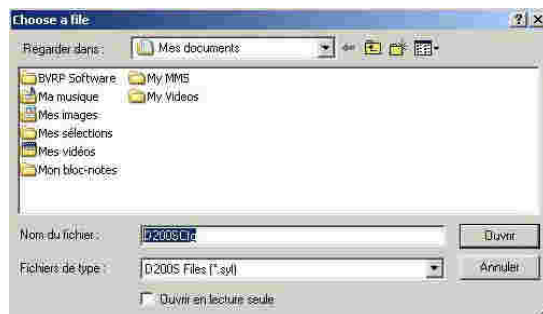 Choose a file
Regarder dans :
Mes documents
BVRP Software
My MMS
Ma musique
My Videos
Mes images
Mes sélections
Mes vidéos
Mon bloc-notes
Nom du fichier :
D200SCfg
Ouvrir
Fichiers de type :
D200S Files (*.syl)
Annuler
Ouvrir en lecture seule